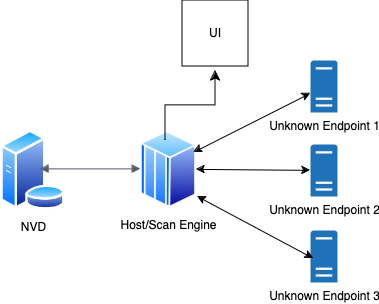 UI
Unknown Endpoint 1
NVD
Host/Scan Engine
Unknown Endpoint 2
Unknown Endpoint 3